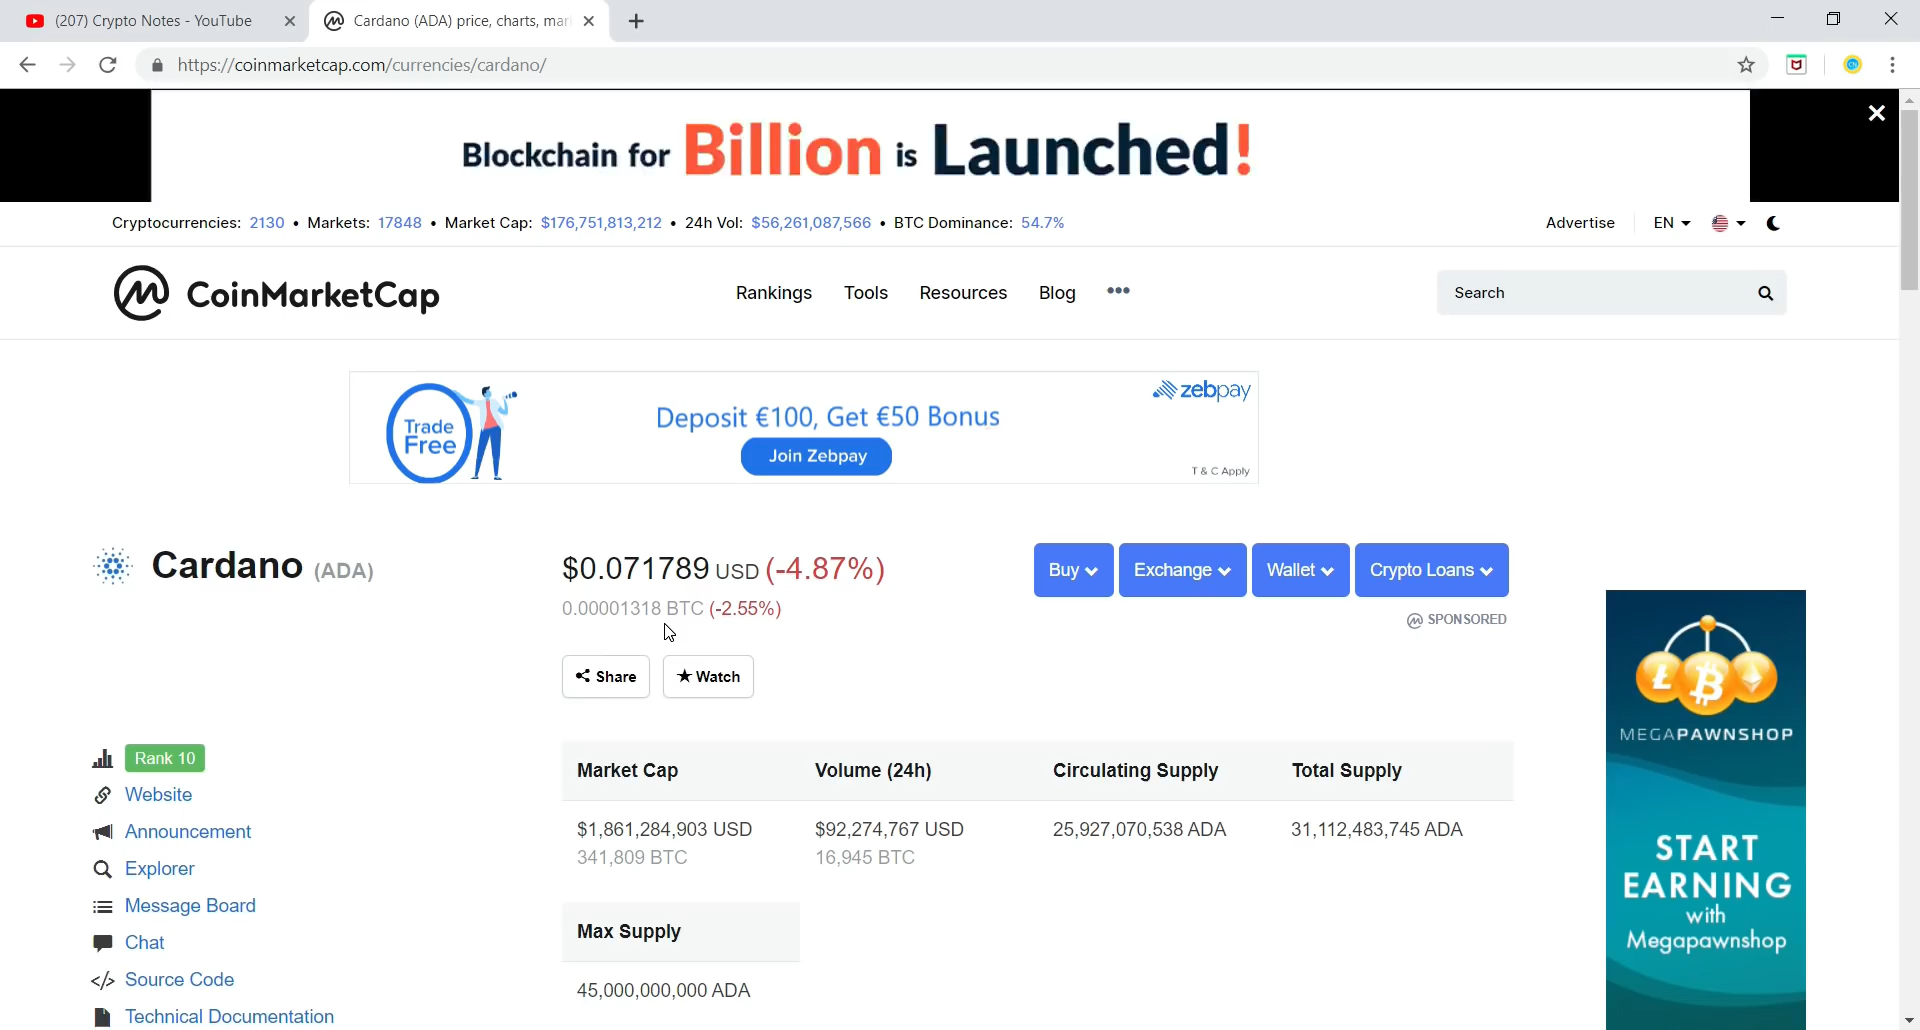 (207) Crypto Notes - YouTube
Cardano (ADA) price, charts, mar
https://coinmarketcap.com/currencies/cardano/
Blockchain for Billion is Launched!
Cryptocurrencies: 2130 • Markets: 17848 • Market Cap: $176,751,813,212 • 24h Vol: $56,261,087,566 • BTC Dominance: 54.7%
Advertise EN
CoinMarketCap
Rankings Tools Resources Blog •••
Search
Trade Free
Deposit €100, Get €50 Bonus
Join Zebpay
zebpay
T & C Apply
Cardano (ADA)
$0.071789 USD (-4.87%)
0.00001318 BTC (-2.55%)
Buy Exchange Wallet Crypto Loans
SPONSORED
Share Watch
Rank 10
Website
Announcement
Explorer
Message Board
Chat
Source Code
Technical Documentation
Market Cap Volume (24h) Circulating Supply Total Supply
$1,861,284,903 USD $92,274,767 USD 25,927,070,538 ADA 31,112,483,745 ADA
341,809 BTC 16,945 BTC
Max Supply
45,000,000,000 ADA
MEGAPAWNSHOP
START
EARNING
with
Megapawnshop